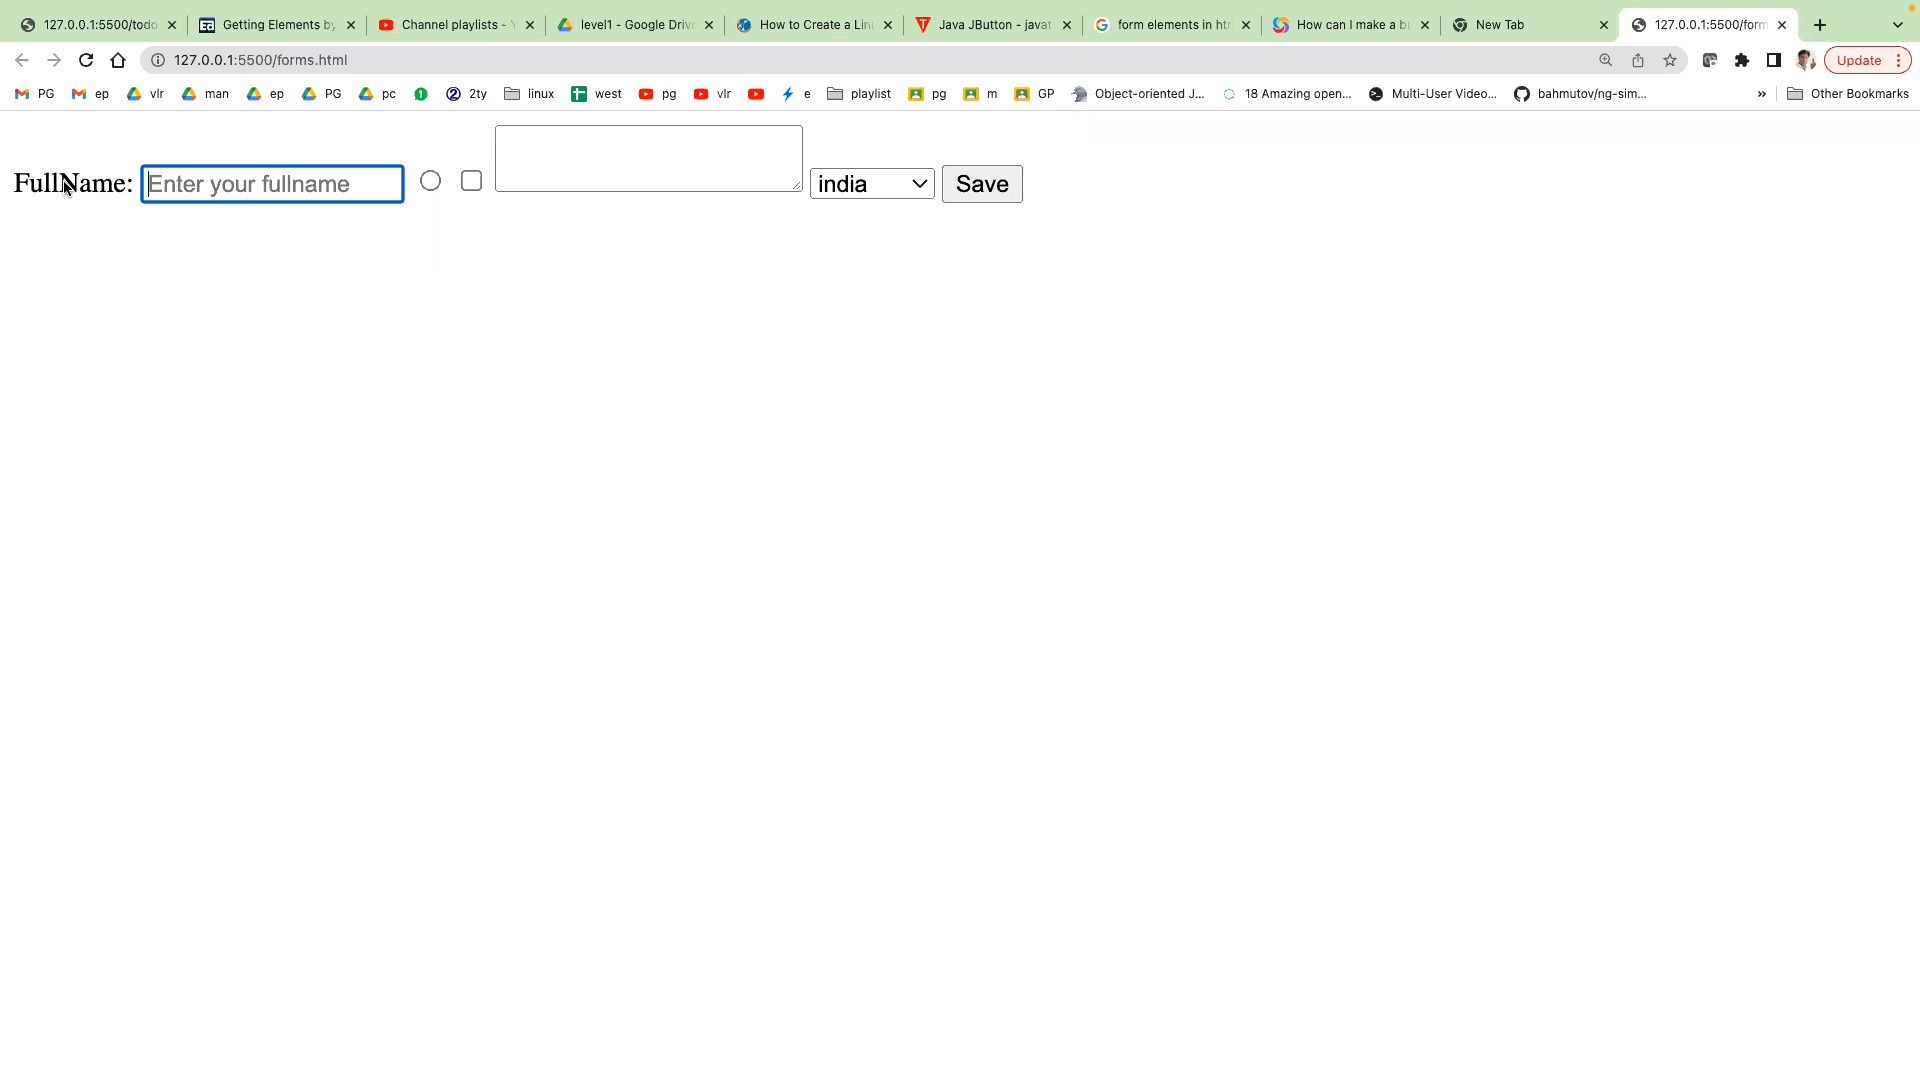 127.0.0.1:5500/todo Getting Elements by Channel playlists - Y level1 - Google Drive How to Create a Lin Java JButton - javat form elements in htm How can I make a bu New Tab 127.0.0.1:5500/form
127.0.0.1:5500/forms.html Update
PG ep vlr man ep PG pc 1 2ty linux west pg vlr e playlist pg m GP Object-oriented J... 18 Amazing open... Multi-User Video... bahmutov/ng-sim... » Other Bookmarks
FullName: Enter your fullname india Save